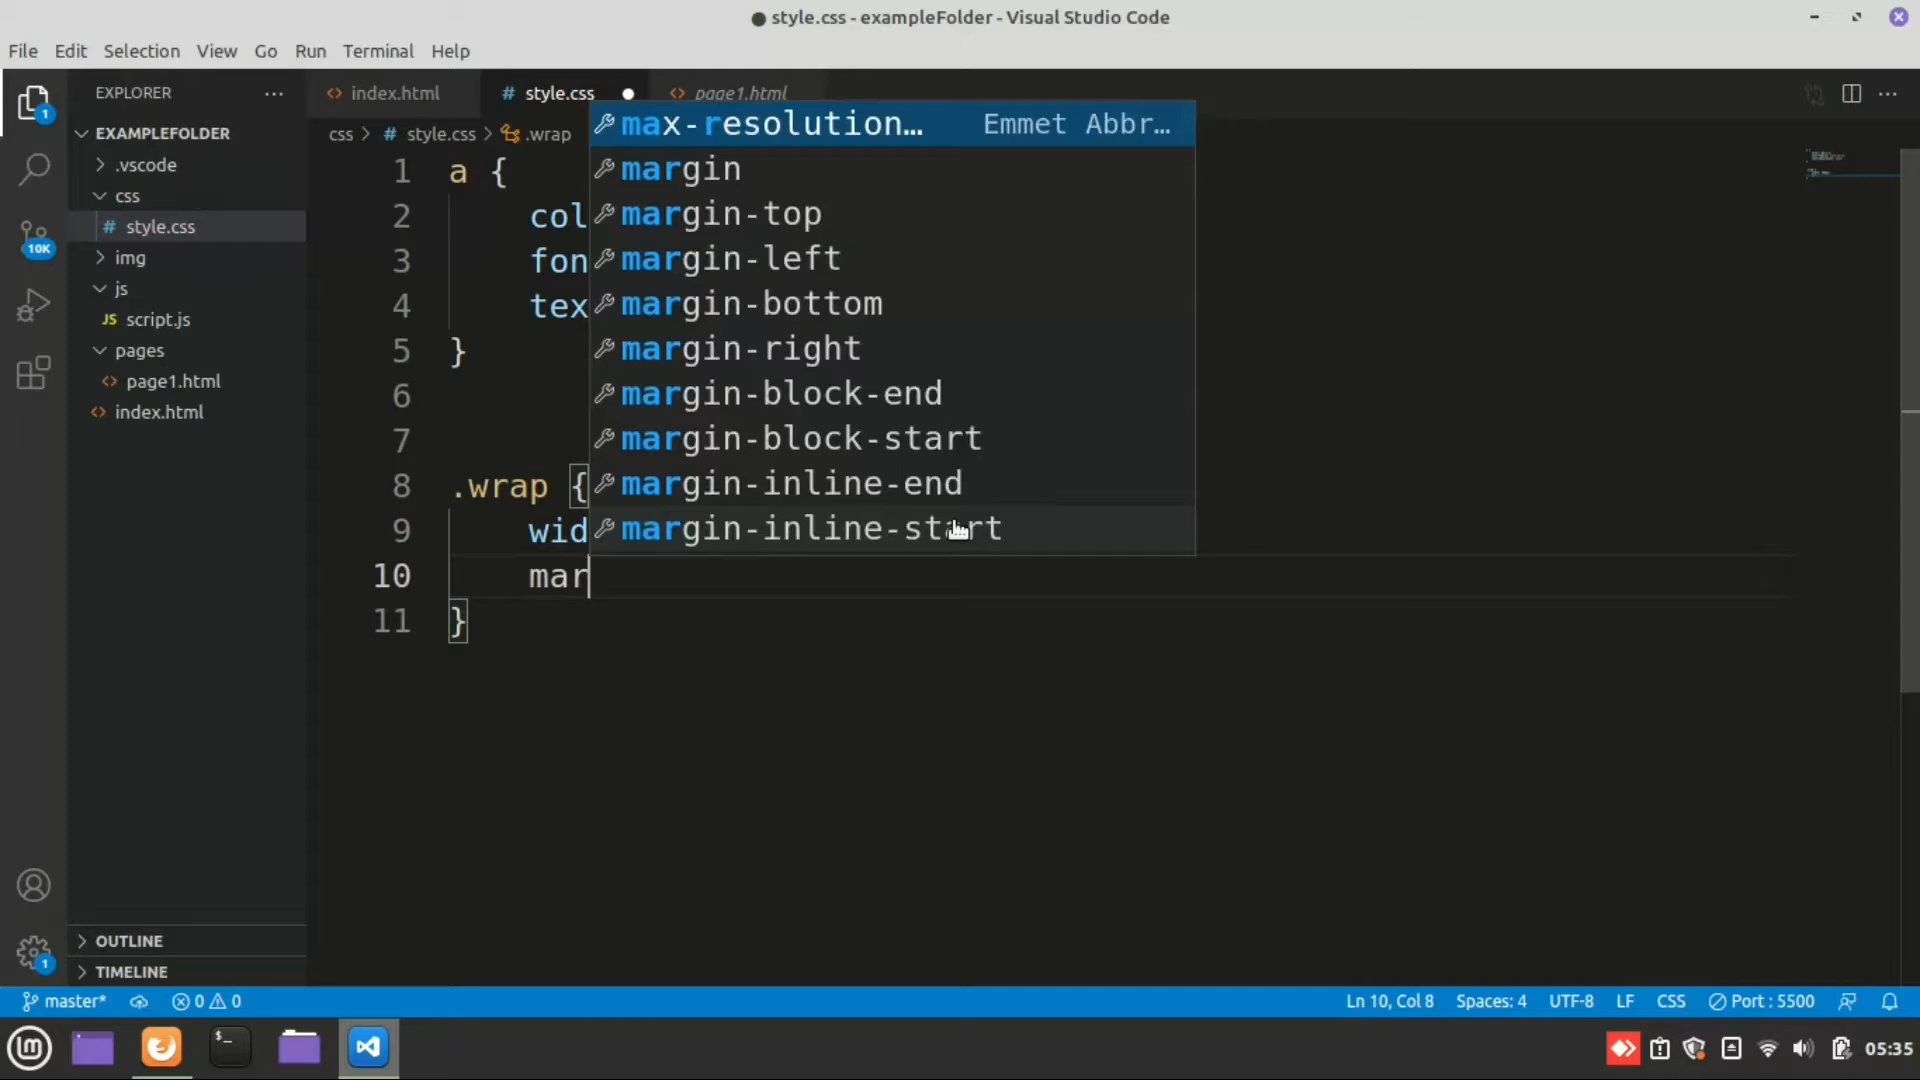 style.css - exampleFolder - Visual Studio Code
File Edit Selection View Go Run Terminal Help
EXPLORER
index.html
style.css
page1.html
EXAMPLEFOLDER
css > # style.css > .wrap
.vscode
css
# style.css
img
js
JS script.js
pages
page1.html
index.html
1 a {
2 col
3 fon
4 tex
5 }
6
7
8 .wrap {
9 wid
10 mar
11 }
max-resolution… Emmet Abbr…
margin
margin-top
margin-left
margin-bottom
margin-right
margin-block-end
margin-block-start
margin-inline-end
margin-inline-start
1
10K
1
OUTLINE
TIMELINE
master* 0 0 Ln 10, Col 8 Spaces: 4 UTF-8 LF CSS Port : 5500
$_
05:35